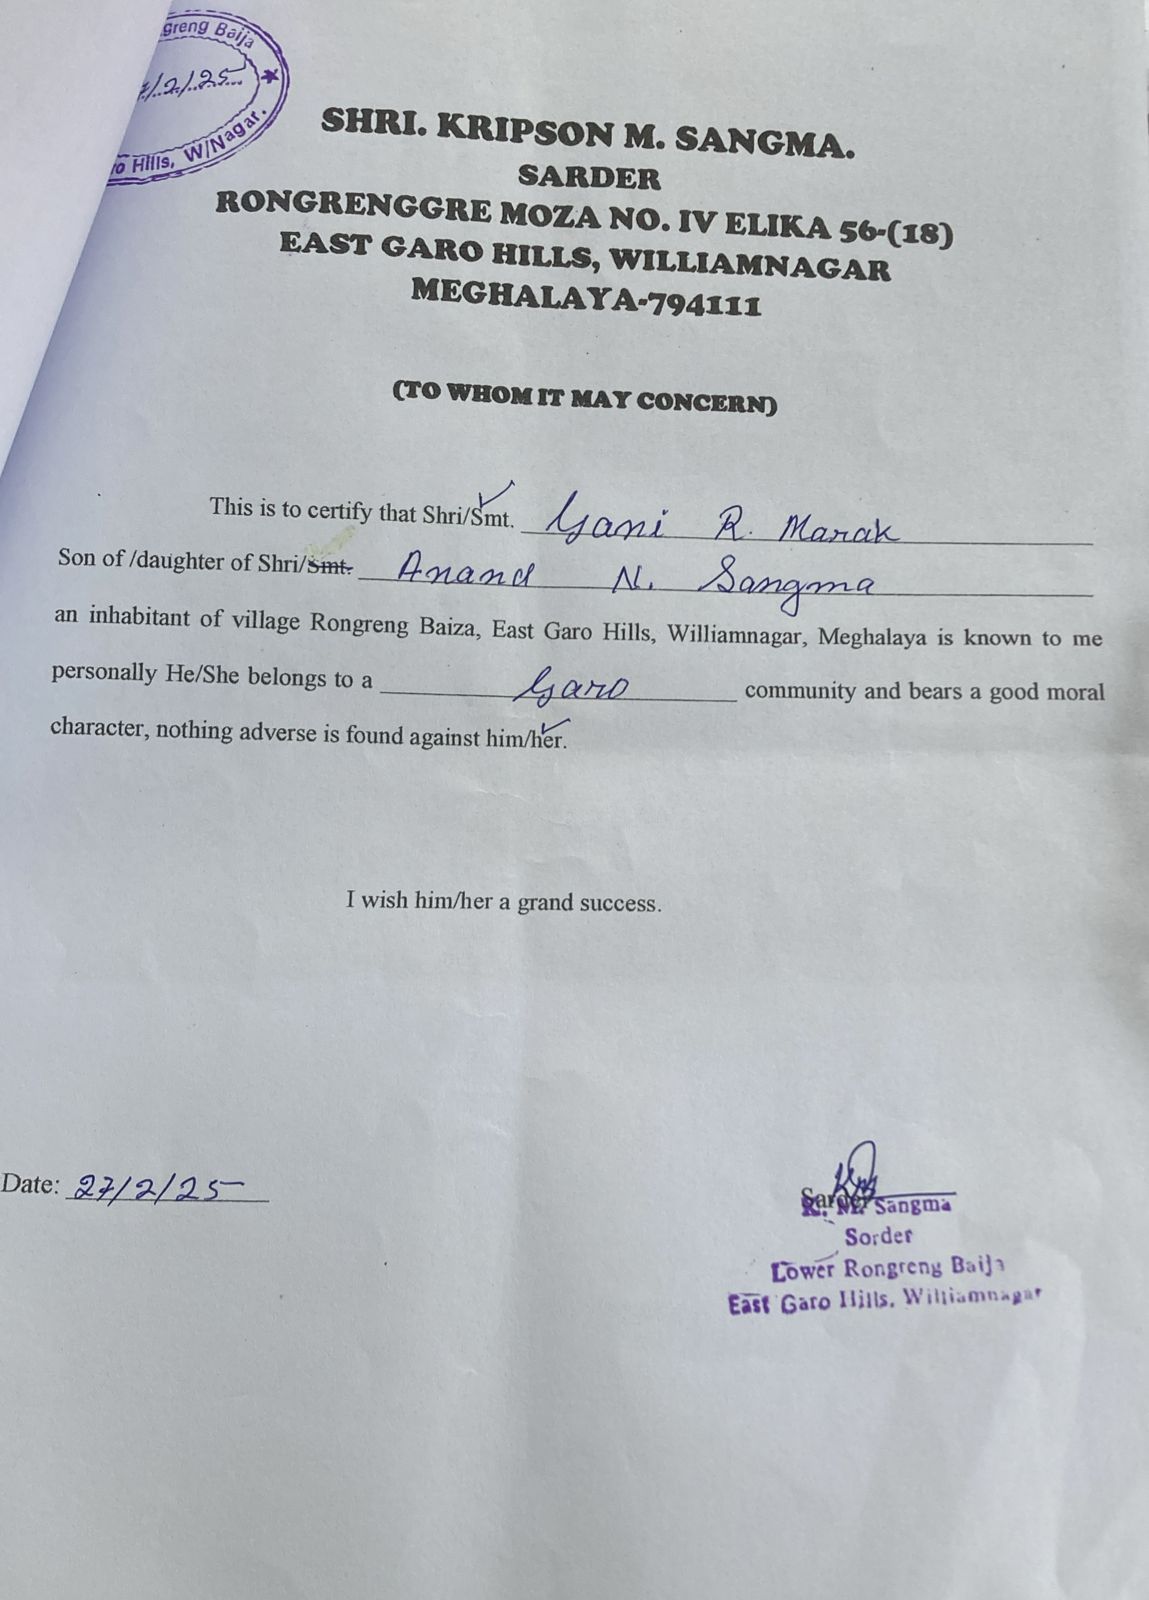 greng Baija
/2/25
o Hills, W/Nagar.
SHRI. KRIPSON M. SANGMA.
SARDER
RONGRENGGRE MOZA NO. IV ELIKA 56-(18)
EAST GARO HILLS, WILLIAMNAGAR
MEGHALAYA-794111
(TO WHOM IT MAY CONCERN)
This is to certify that Shri/Smt. Gani R. Marak
Son of /daughter of Shri/Smt. Anand N. Sangma
an inhabitant of village Rongreng Baiza, East Garo Hills, Williamnagar, Meghalaya is known to me
personally He/She belongs to a Garo community and bears a good moral
character, nothing adverse is found against him/her.
I wish him/her a grand success.
Date: 27/2/25
Sarder
K. M. Sangma
Sorder
Lower Rongreng Baija
East Garo Hills, Williamnagar